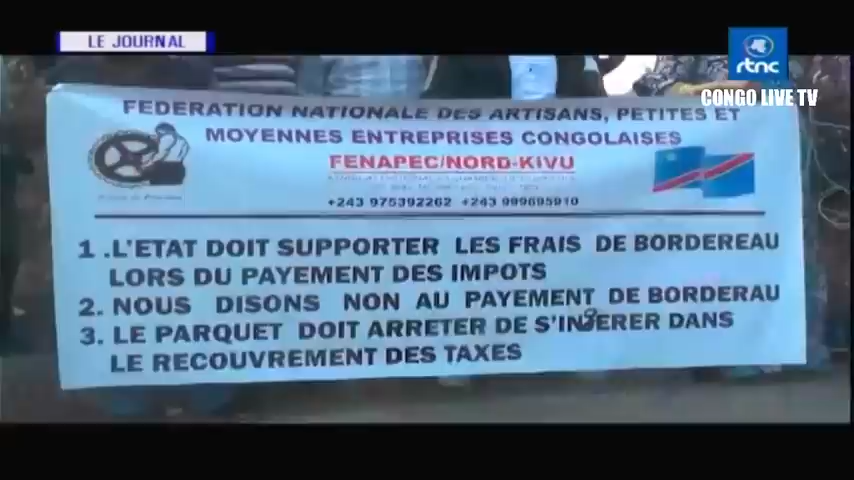 LE JOURNAL
rtnc
CONGO LIVE TV
FEDERATION NATIONALE DES ARTISANS, PETITES ET
MOYENNES ENTREPRISES CONGOLAISES
FENAPEC/NORD-KIVU
+243 975392262 +243 999695910
1 .L'ETAT DOIT SUPPORTER LES FRAIS DE BORDEREAU
LORS DU PAYEMENT DES IMPOTS
2. NOUS DISONS NON AU PAYEMENT DE BORDERAU
3. LE PARQUET DOIT ARRETER DE S'INGERER DANS
LE RECOUVREMENT DES TAXES